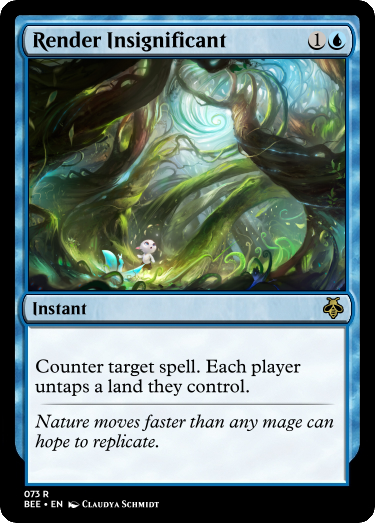 Render Insignificant 1
Instant
Counter target spell. Each player
untaps a land they control.
Nature moves faster than any mage can
hope to replicate.
073 R
BEE • EN Claudya Schmidt